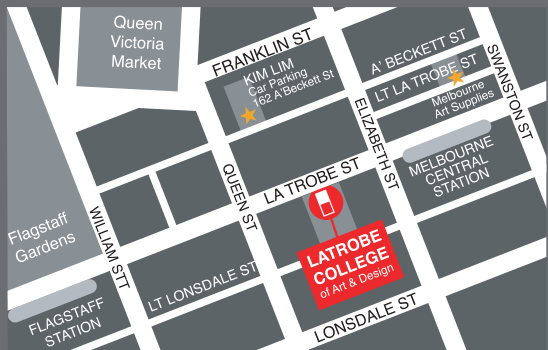 Queen
Victoria
Market
FRANKLIN ST
KIM LIM
Car Parking
162 A'Beckett St
A' BECKETT ST
LT LA TROBE ST
Melbourne
Art Supplies
SWANSTON ST
ELIZABETH ST
MELBOURNE
CENTRAL
STATION
LA TROBE ST
QUEEN ST
WILLIAM STT
Flagstaff
Gardens
LATROBE
COLLEGE
of Art & Design
LT LONSDALE ST
FLAGSTAFF
STATION
LONSDALE ST